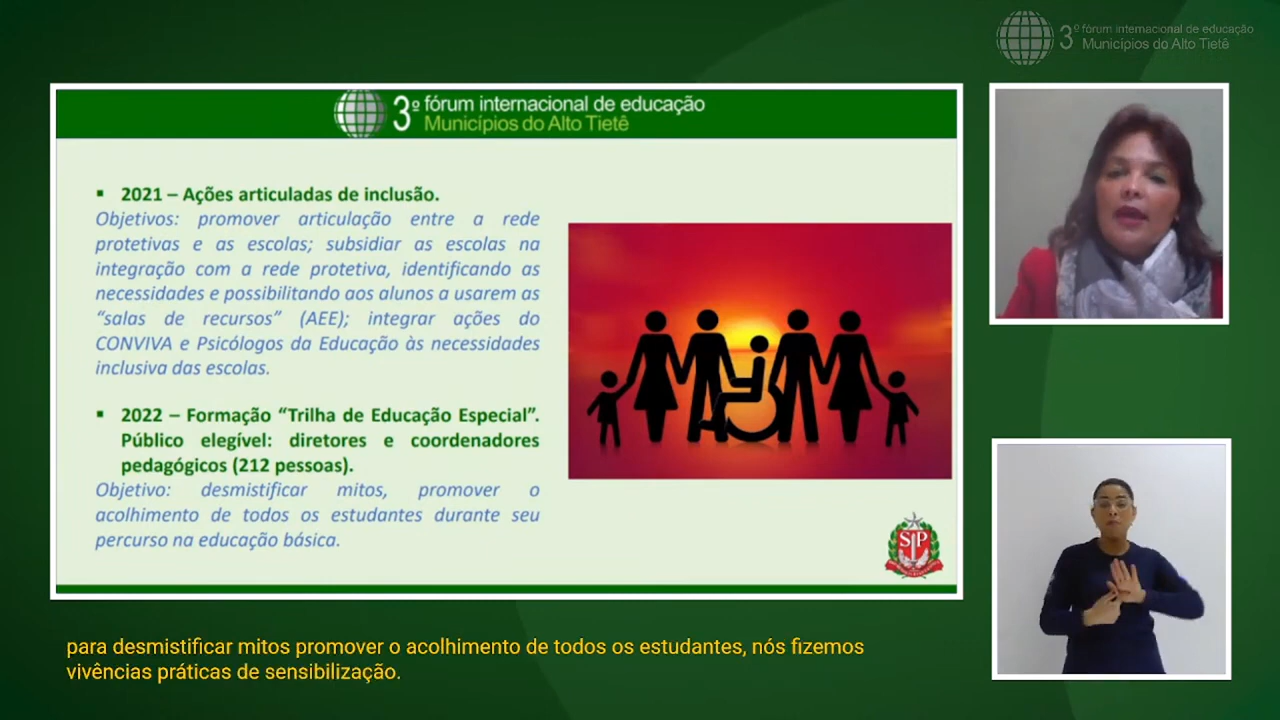 3º fórum internacional de educação
Municípios do Alto Tietê
3º fórum internacional de educação
Municípios do Alto Tietê
▪ 2021 – Ações articuladas de inclusão.
Objetivos: promover articulação entre a rede
protetivas e as escolas; subsidiar as escolas na
integração com a rede protetiva, identificando as
necessidades e possibilitando aos alunos a usarem as
“salas de recursos” (AEE); integrar ações do
CONVIVA e Psicólogos da Educação às necessidades
inclusiva das escolas.
▪ 2022 – Formação “Trilha de Educação Especial”.
Público elegível: diretores e coordenadores
pedagógicos (212 pessoas).
Objetivo: desmistificar mitos, promover o
acolhimento de todos os estudantes durante seu
percurso na educação básica.
SP
para desmistificar mitos promover o acolhimento de todos os estudantes, nós fizemos
vivências práticas de sensibilização.